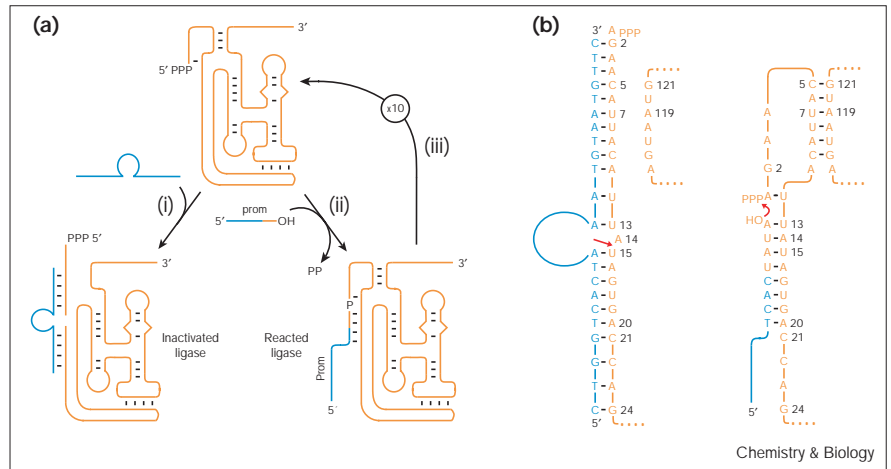 (a)
3′
5′ PPP
x10
(iii)
(i)
prom
5′ OH
(ii)
PPP 5′
PP
3′
3′
P
Inactivated
ligase
Reacted
ligase
Prom
5′
(b)
3′ A PPP
C G 2
T A
T A
G C 5 G 121
T A U
A U 7 A 119
A U A
T A U
G C G
T A A
A U
A U 13
A 14
A U 15
T A
C G
A U
C G
T A 20
G C 21
G C
T A
C G 24
5′
5 C G 121
A U
A 7 U A 119
A U A
A A U
C G
G 2 A A
PPP A U
HO A U 13
U A 14
A U 15
U A
C G
A U
C G
T A 20
C 21
C
A
5′ G 24
Chemistry & Biology